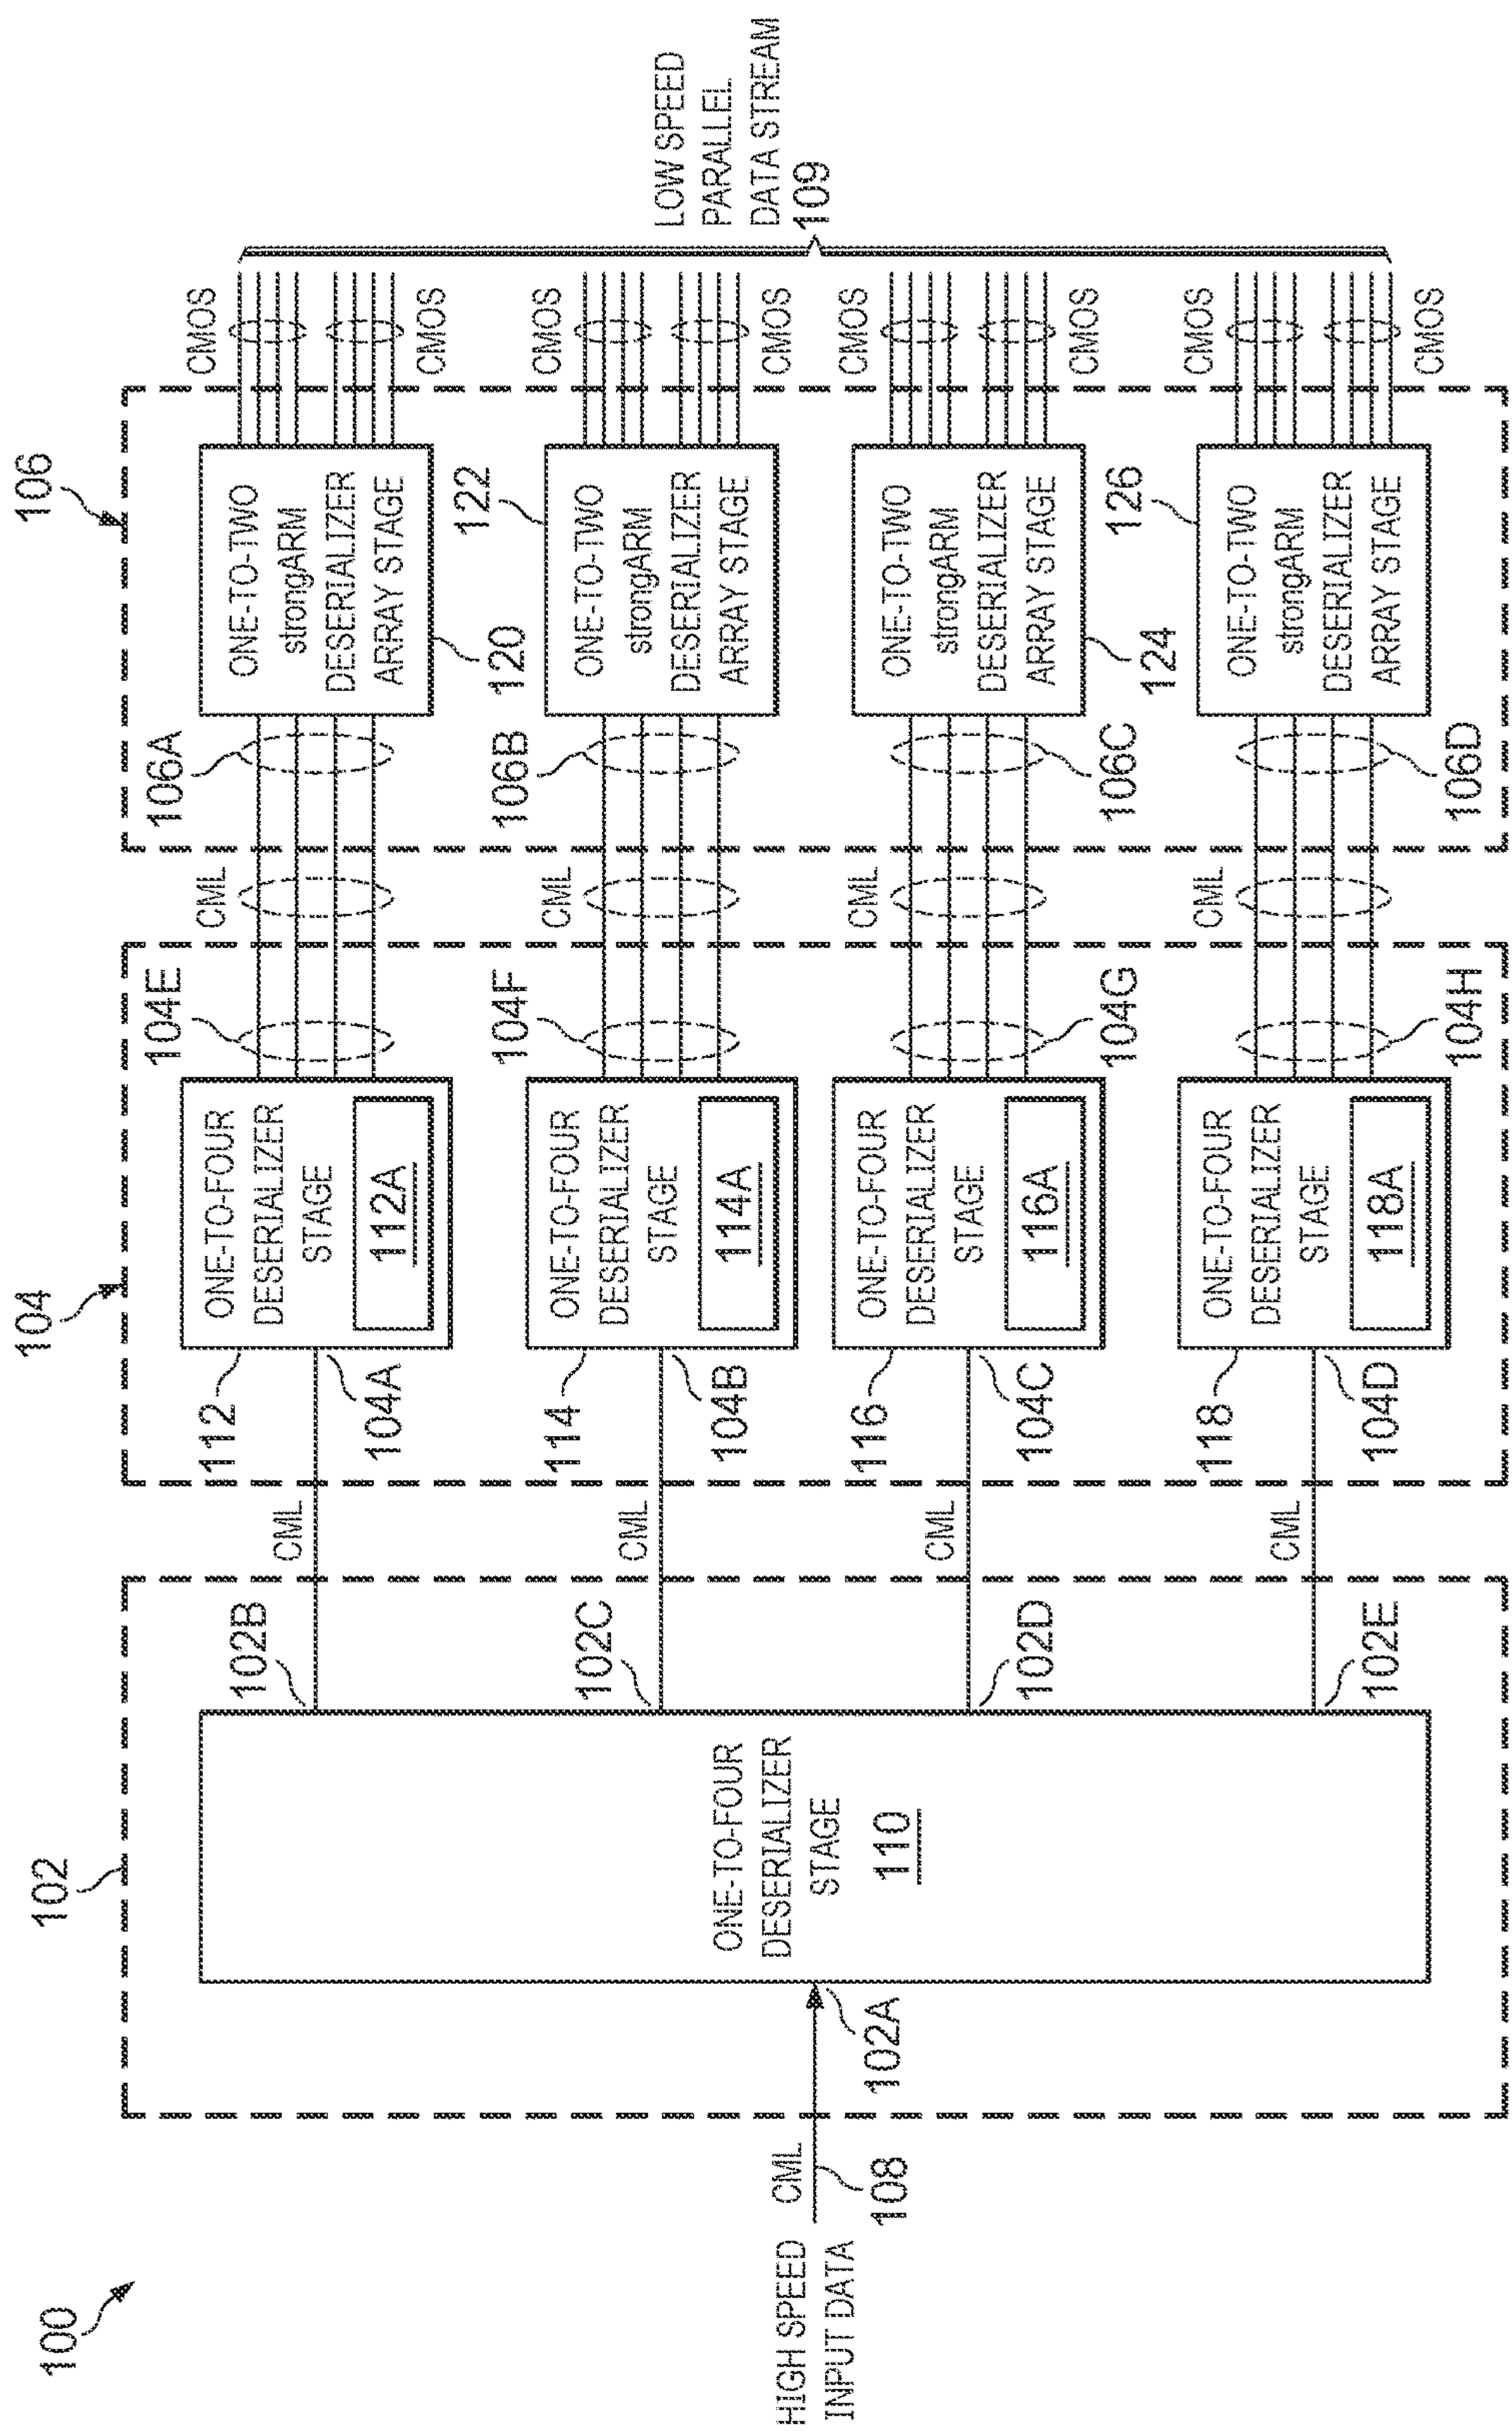 100
HIGH SPEED
INPUT DATA
CML
108
102
102A
ONE-TO-FOUR
DESERIALIZER
STAGE
110
102B
102C
102D
102E
CML
CML
CML
CML
104
112
104A
ONE-TO-FOUR
DESERIALIZER
STAGE
112A
104E
114
104B
ONE-TO-FOUR
DESERIALIZER
STAGE
114A
104F
116
104C
ONE-TO-FOUR
DESERIALIZER
STAGE
116A
104G
118
104D
ONE-TO-FOUR
DESERIALIZER
STAGE
118A
104H
CML
CML
CML
CML
106
106A
ONE-TO-TWO
strongARM
DESERIALIZER
ARRAY STAGE
120
106B
ONE-TO-TWO
strongARM
DESERIALIZER
ARRAY STAGE
122
106C
ONE-TO-TWO
strongARM
DESERIALIZER
ARRAY STAGE
124
106D
ONE-TO-TWO
strongARM
DESERIALIZER
ARRAY STAGE
126
CMOS
CMOS
CMOS
CMOS
CMOS
CMOS
CMOS
CMOS
LOW SPEED
PARALLEL
DATA STREAM
109